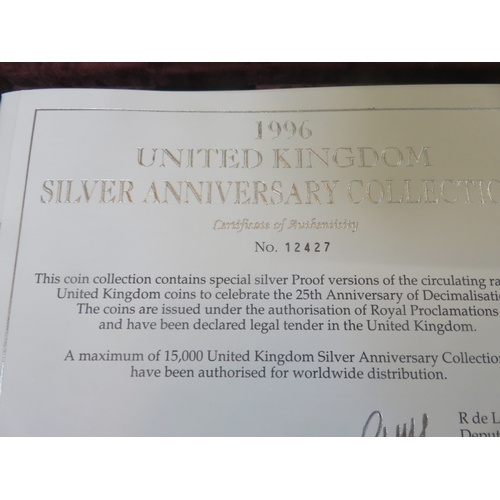 1996
UNITED KINGDOM
SILVER ANNIVERSARY COLLECTIO
Certificate of Authenticity
No. 12427
This coin collection contains special silver Proof versions of the circulating ra
United Kingdom coins to celebrate the 25th Anniversary of Decimalisati
The coins are issued under the authorisation of Royal Proclamations
and have been declared legal tender in the United Kingdom.
A maximum of 15,000 United Kingdom Silver Anniversary Collection
have been authorised for worldwide distribution.
R de L
Deput